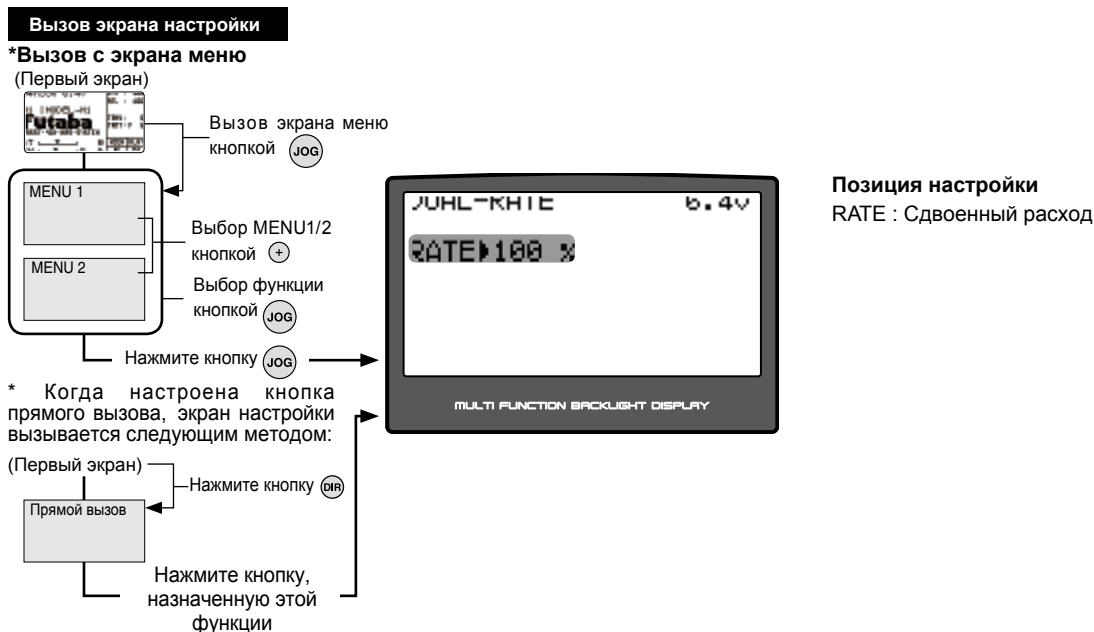 Вызов экрана настройки
*Вызов с экрана меню
(Первый экран)
Futaba
Вызов экрана меню
кнопкой JOG
MENU 1
MENU 2
Выбор MENU1/2
кнопкой +
Выбор функции
кнопкой JOG
Нажмите кнопку JOG
* Когда настроена кнопка
прямого вызова, экран настройки
вызывается следующим методом:
(Первый экран)
Нажмите кнопку DIR
Прямой вызов
Нажмите кнопку,
назначенную этой
функции
DUAL-RATE 6.4V
RATE▶100 %
MULTI FUNCTION BACKLIGHT DISPLAY
Позиция настройки
RATE : Сдвоенный расход